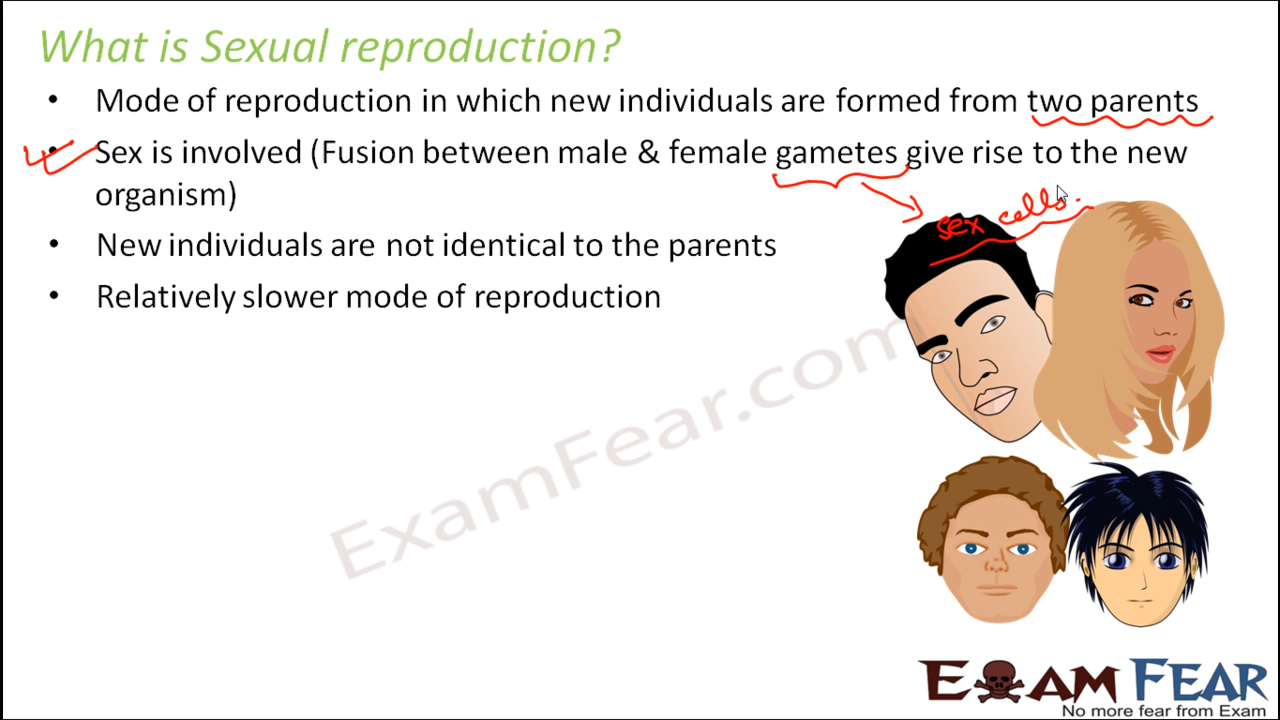 What is Sexual reproduction?
• Mode of reproduction in which new individuals are formed from two parents
• Sex is involved (Fusion between male & female gametes give rise to the new
organism)
sex cells.
• New individuals are not identical to the parents
• Relatively slower mode of reproduction
ExamFear.com
EXAM FEAR
No more fear from Exam